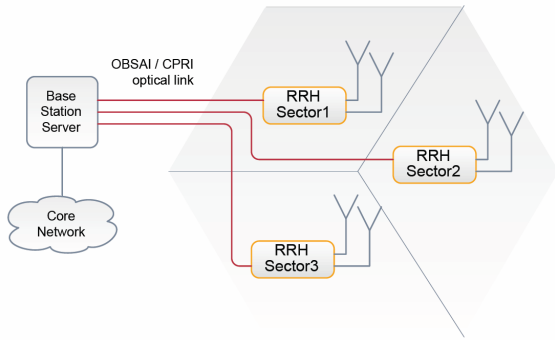 OBSAI / CPRI
optical link
Base
Station
Server
Core
Network
RRH
Sector1
RRH
Sector2
RRH
Sector3